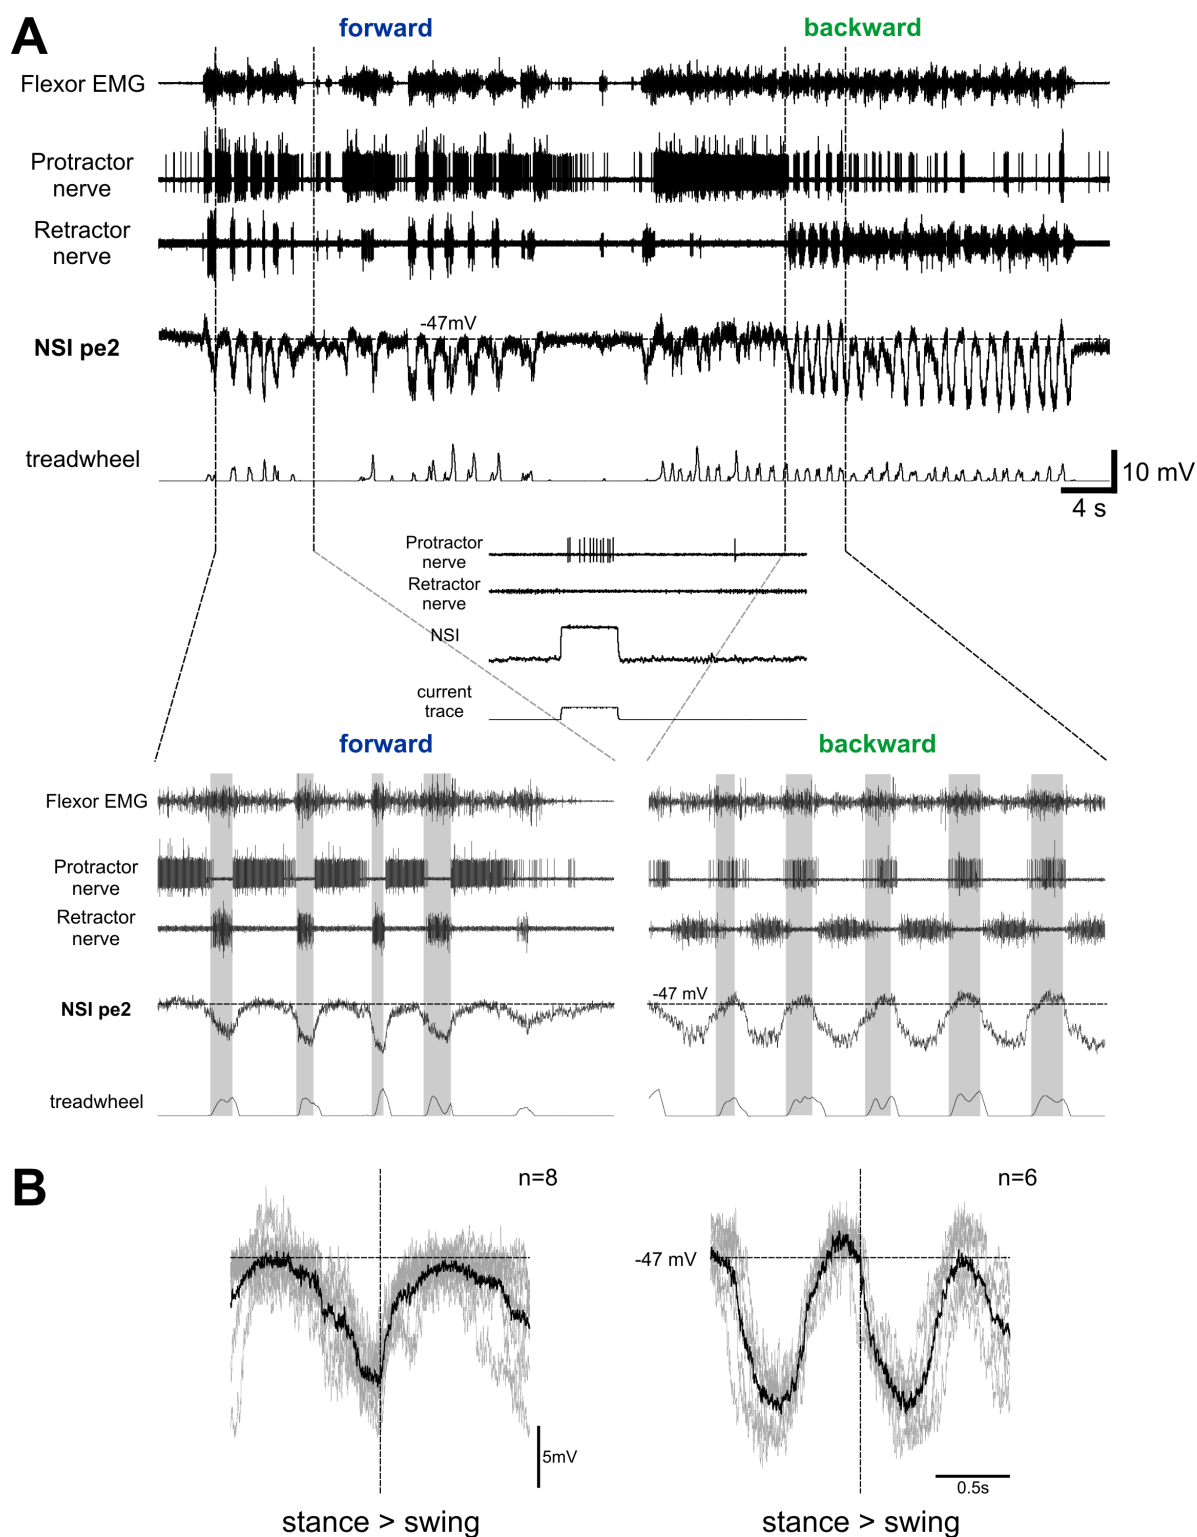 A
forward
backward
Flexor EMG
Protractor
nerve
Retractor
nerve
-47mV
NSI pe2
treadwheel
10 mV
4 s
Protractor
nerve
Retractor
nerve
NSI
current
trace
forward
backward
Flexor EMG
Protractor
nerve
Retractor
nerve
-47 mV
NSI pe2
treadwheel
B
n=8
n=6
-47 mV
5mV
0.5s
stance > swing
stance > swing